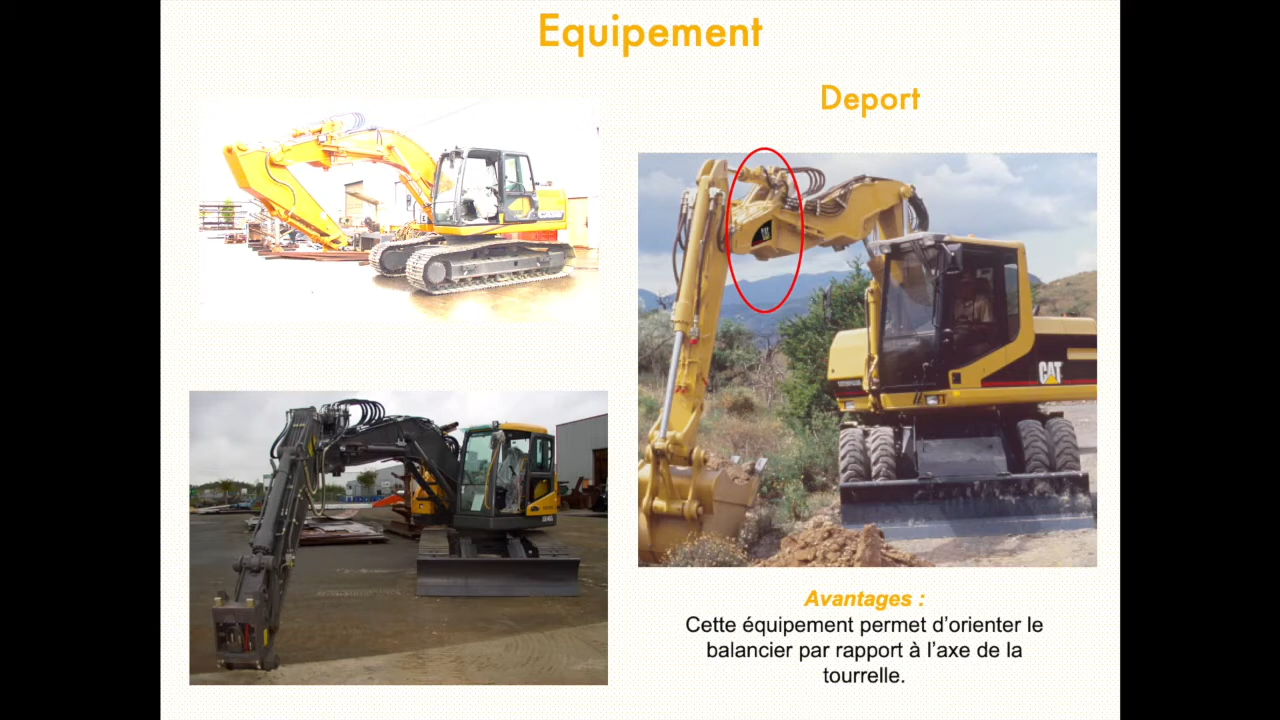 Equipement
Deport
CAT
Avantages :
Cette équipement permet d'orienter le
balancier par rapport à l'axe de la
tourrelle.